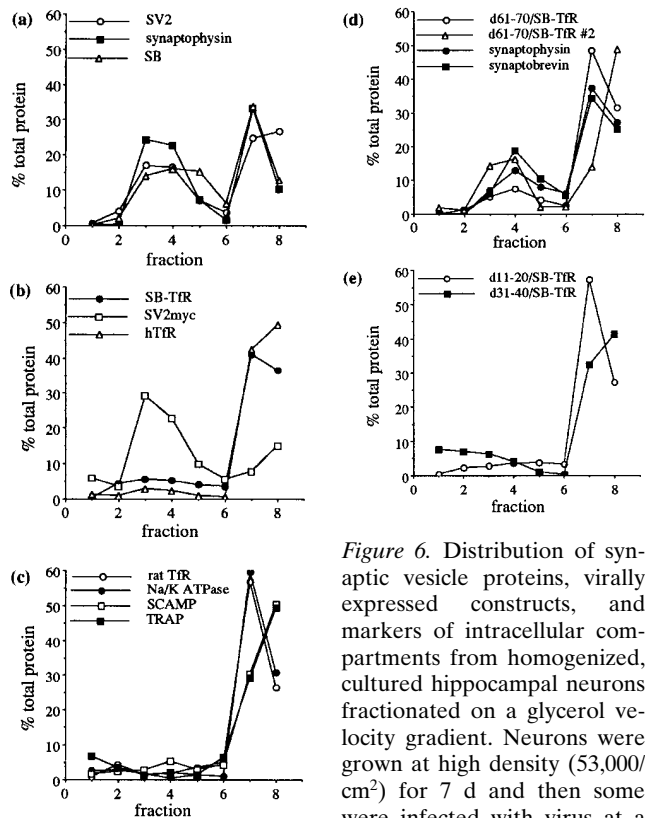 (a)
SV2
synaptophysin
SB
50
40
30
20
10
0
% total protein
0 2 4 6 8
fraction
(b)
SB-TfR
SV2myc
hTfR
60
50
40
30
20
10
0
% total protein
0 2 4 6 8
fraction
(c)
rat TfR
Na/K ATPase
SCAMP
TRAP
60
50
40
30
20
10
0
% total protein
0 2 4 6 8
fraction
(d)
d61-70/SB-TfR
d61-70/SB-TfR #2
synaptophysin
synaptobrevin
60
50
40
30
20
10
0
% total protein
0 2 4 6 8
fraction
(e)
d11-20/SB-TfR
d31-40/SB-TfR
60
50
40
30
20
10
0
% total protein
0 2 4 6 8
fraction
Figure 6. Distribution of syn-
aptic vesicle proteins, virally
expressed constructs, and
markers of intracellular com-
partments from homogenized,
cultured hippocampal neurons
fractionated on a glycerol ve-
locity gradient. Neurons were
grown at high density (53,000/
cm2) for 7 d and then some
were infected with virus at a